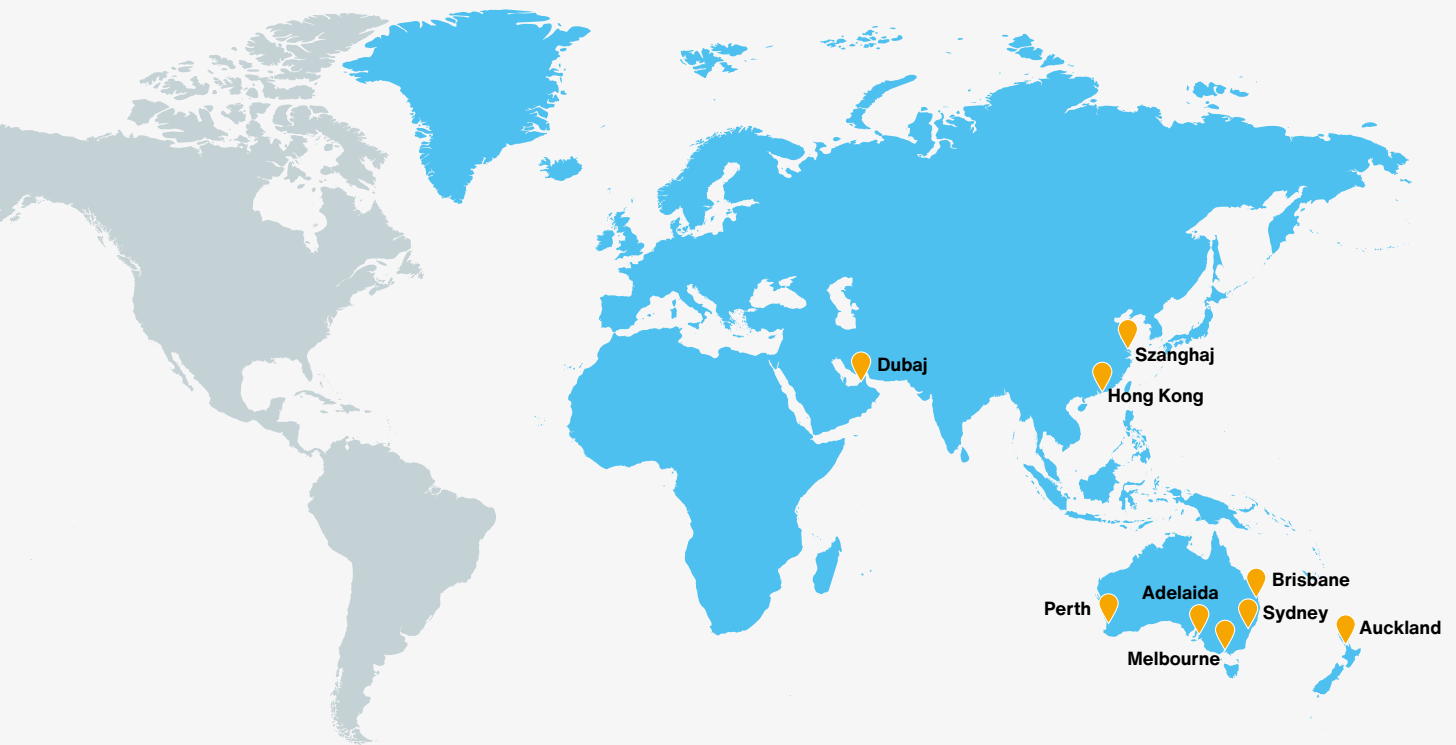 Szanghaj
Dubaj
Hong Kong
Brisbane
Adelaida
Perth
Sydney
Auckland
Melbourne